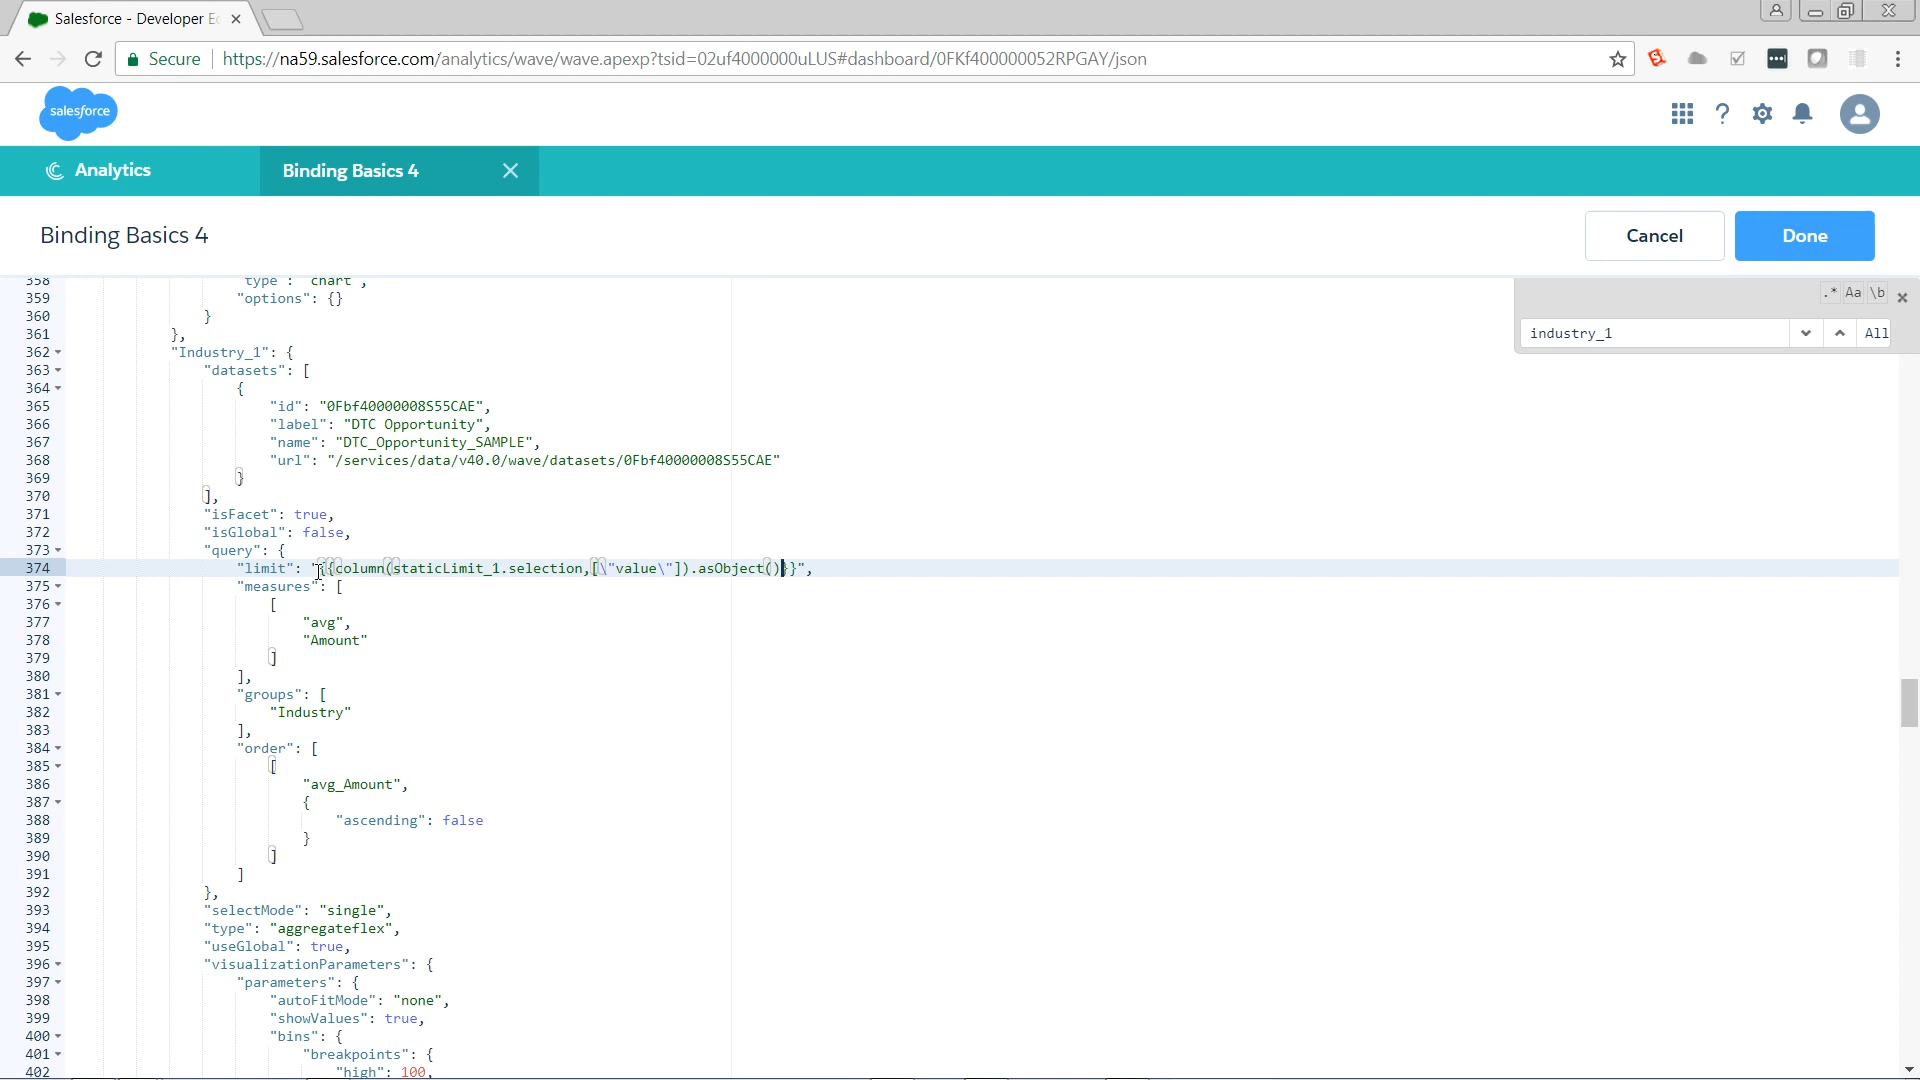 Salesforce - Developer E
Secure
https://na59.salesforce.com/analytics/wave/wave.apexp?tsid=02uf4000000uLUS#dashboard/0FKf400000052RPGAY/json
salesforce
Analytics
Binding Basics 4
Binding Basics 4
Cancel
Done
.* Aa \b
industry_1
All
358 "type": "chart",
359 "options": {}
360 }
361 },
362 "Industry_1": {
363 "datasets": [
364 {
365 "id": "0Fbf40000008S55CAE",
366 "label": "DTC Opportunity",
367 "name": "DTC_Opportunity_SAMPLE",
368 "url": "/services/data/v40.0/wave/datasets/0Fbf40000008S55CAE"
369 }
370 ],
371 "isFacet": true,
372 "isGlobal": false,
373 "query": {
374 "limit": "{{column(staticLimit_1.selection,[\"value\"]).asObject()}}",
375 "measures": [
376 [
377 "avg",
378 "Amount"
379 ]
380 ],
381 "groups": [
382 "Industry"
383 ],
384 "order": [
385 [
386 "avg_Amount",
387 {
388 "ascending": false
389 }
390 ]
391 ]
392 },
393 "selectMode": "single",
394 "type": "aggregateflex",
395 "useGlobal": true,
396 "visualizationParameters": {
397 "parameters": {
398 "autoFitMode": "none",
399 "showValues": true,
400 "bins": {
401 "breakpoints": {
402 "high": 100,